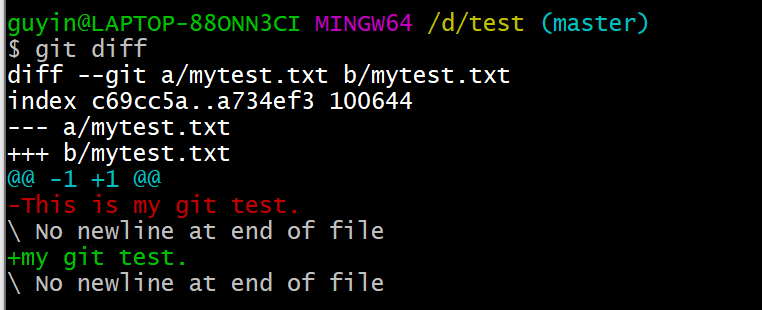 guyin@LAPTOP-88ONN3CI MINGW64 /d/test (master)
$ git diff
diff --git a/mytest.txt b/mytest.txt
index c69cc5a..a734ef3 100644
--- a/mytest.txt
+++ b/mytest.txt
@@ -1 +1 @@
-This is my git test.
\ No newline at end of file
+my git test.
\ No newline at end of file